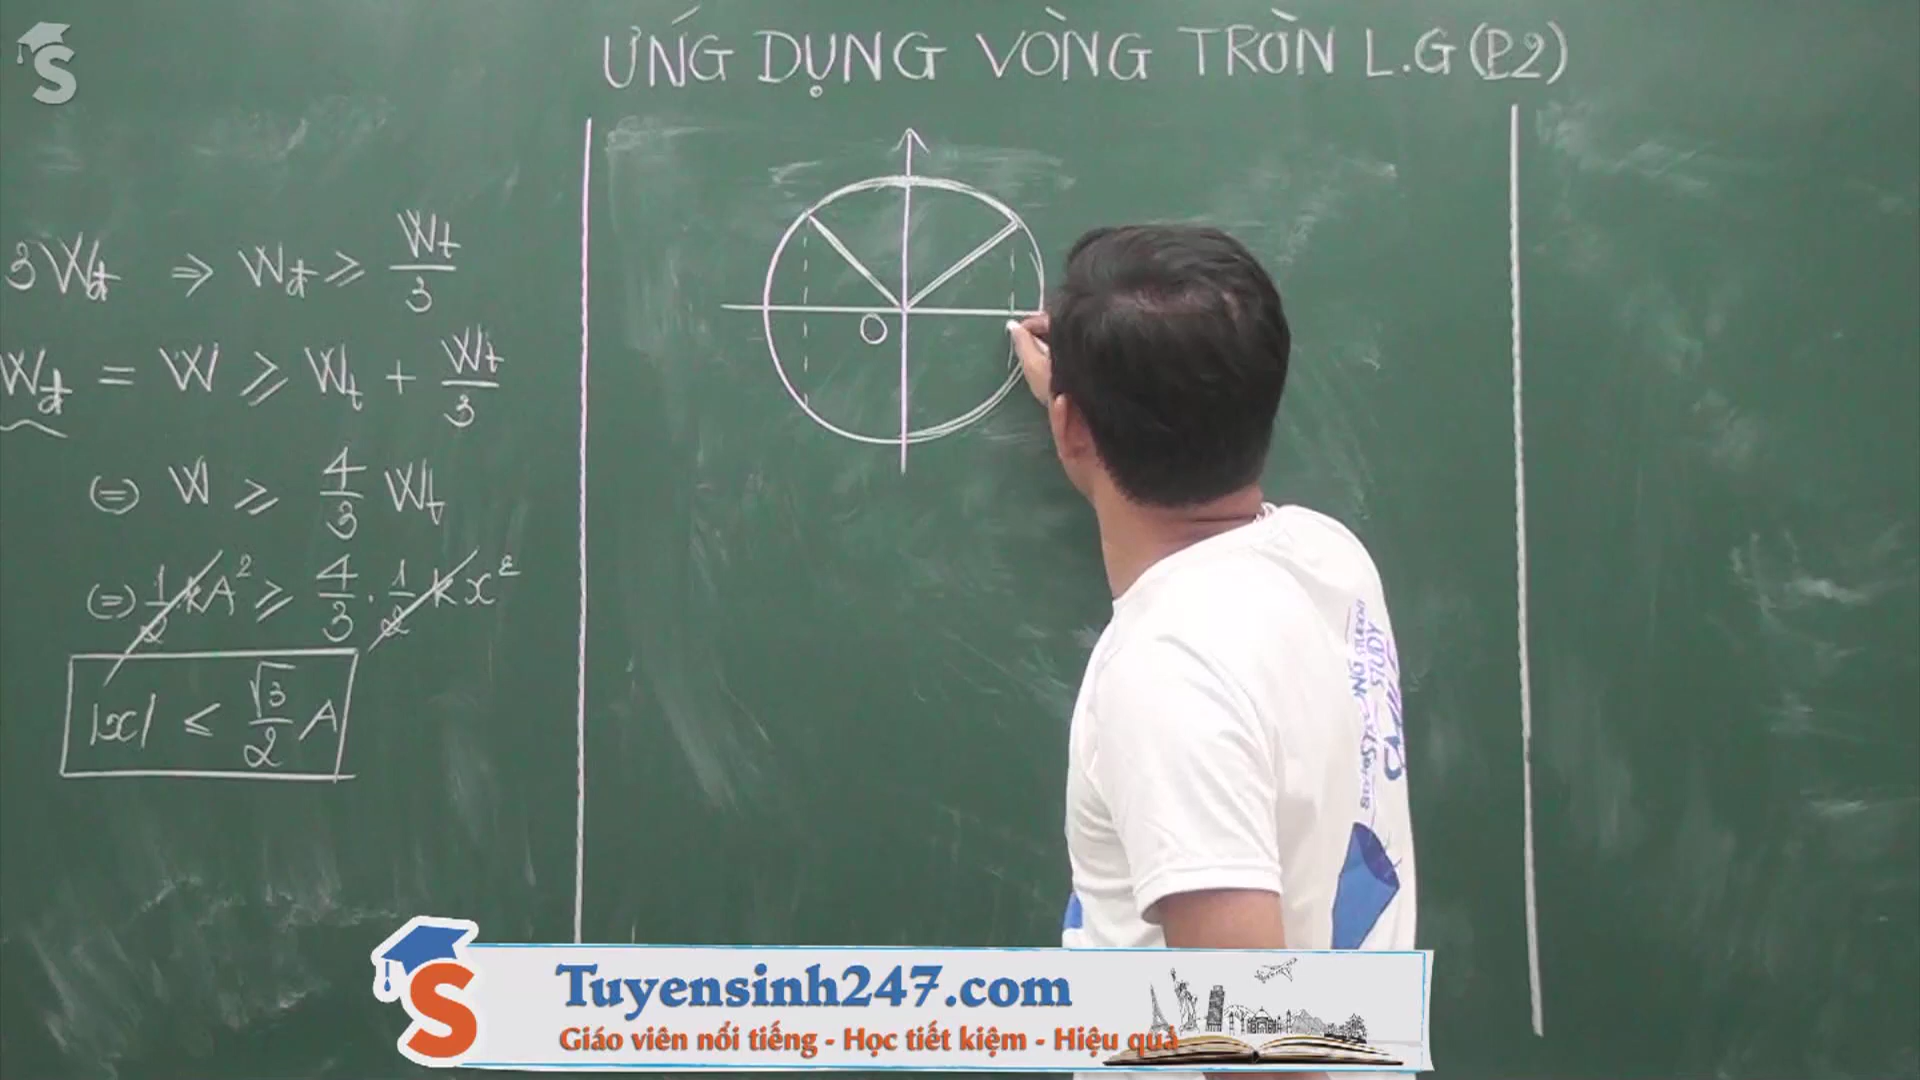 S
ỨNG DỤNG VÒNG TRÒN L.G (P2)
3Wđ ⇒ Wđ ≥ Wt/3
Wđ = W ≥ Wt + Wt/3
(=) W ≥ 4/3 Wt
(=) 1/2 kA² ≥ 4/3 . 1/2 kx²
|x| ≤ √3/2 A
O
STUDY
S
Tuyensinh247.com
Giáo viên nổi tiếng - Học tiết kiệm - Hiệu quả